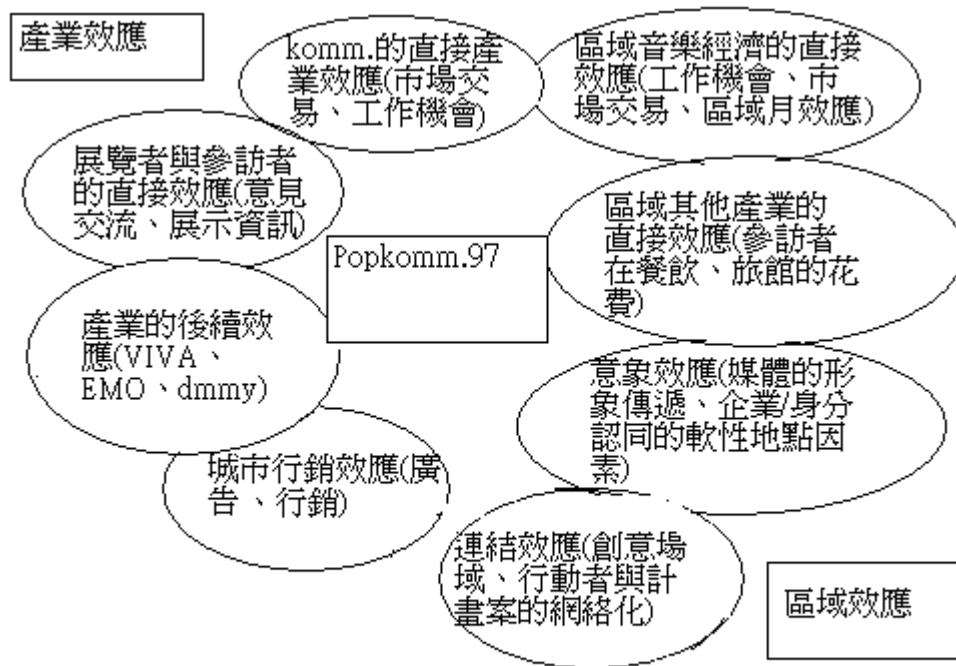 產業效應
komm.的直接產
業效應(市場交
易、工作機會)
區域音樂經濟的直接
效應(工作機會、市
場交易、區域月效應)
展覽者與參訪者
的直接效應(意見
交流、展示資訊)
區域其他產業的
直接效應(參訪者
在餐飲、旅館的花
費)
Popkomm.97
產業的後續效
應(VIVA、
EMO、dmmy)
意象效應(媒體的形
象傳遞、企業/身分
認同的軟性地點因
素)
城市行銷效應(廣
告、行銷)
連結效應(創意場
域、行動者與計
畫案的網絡化)
區域效應